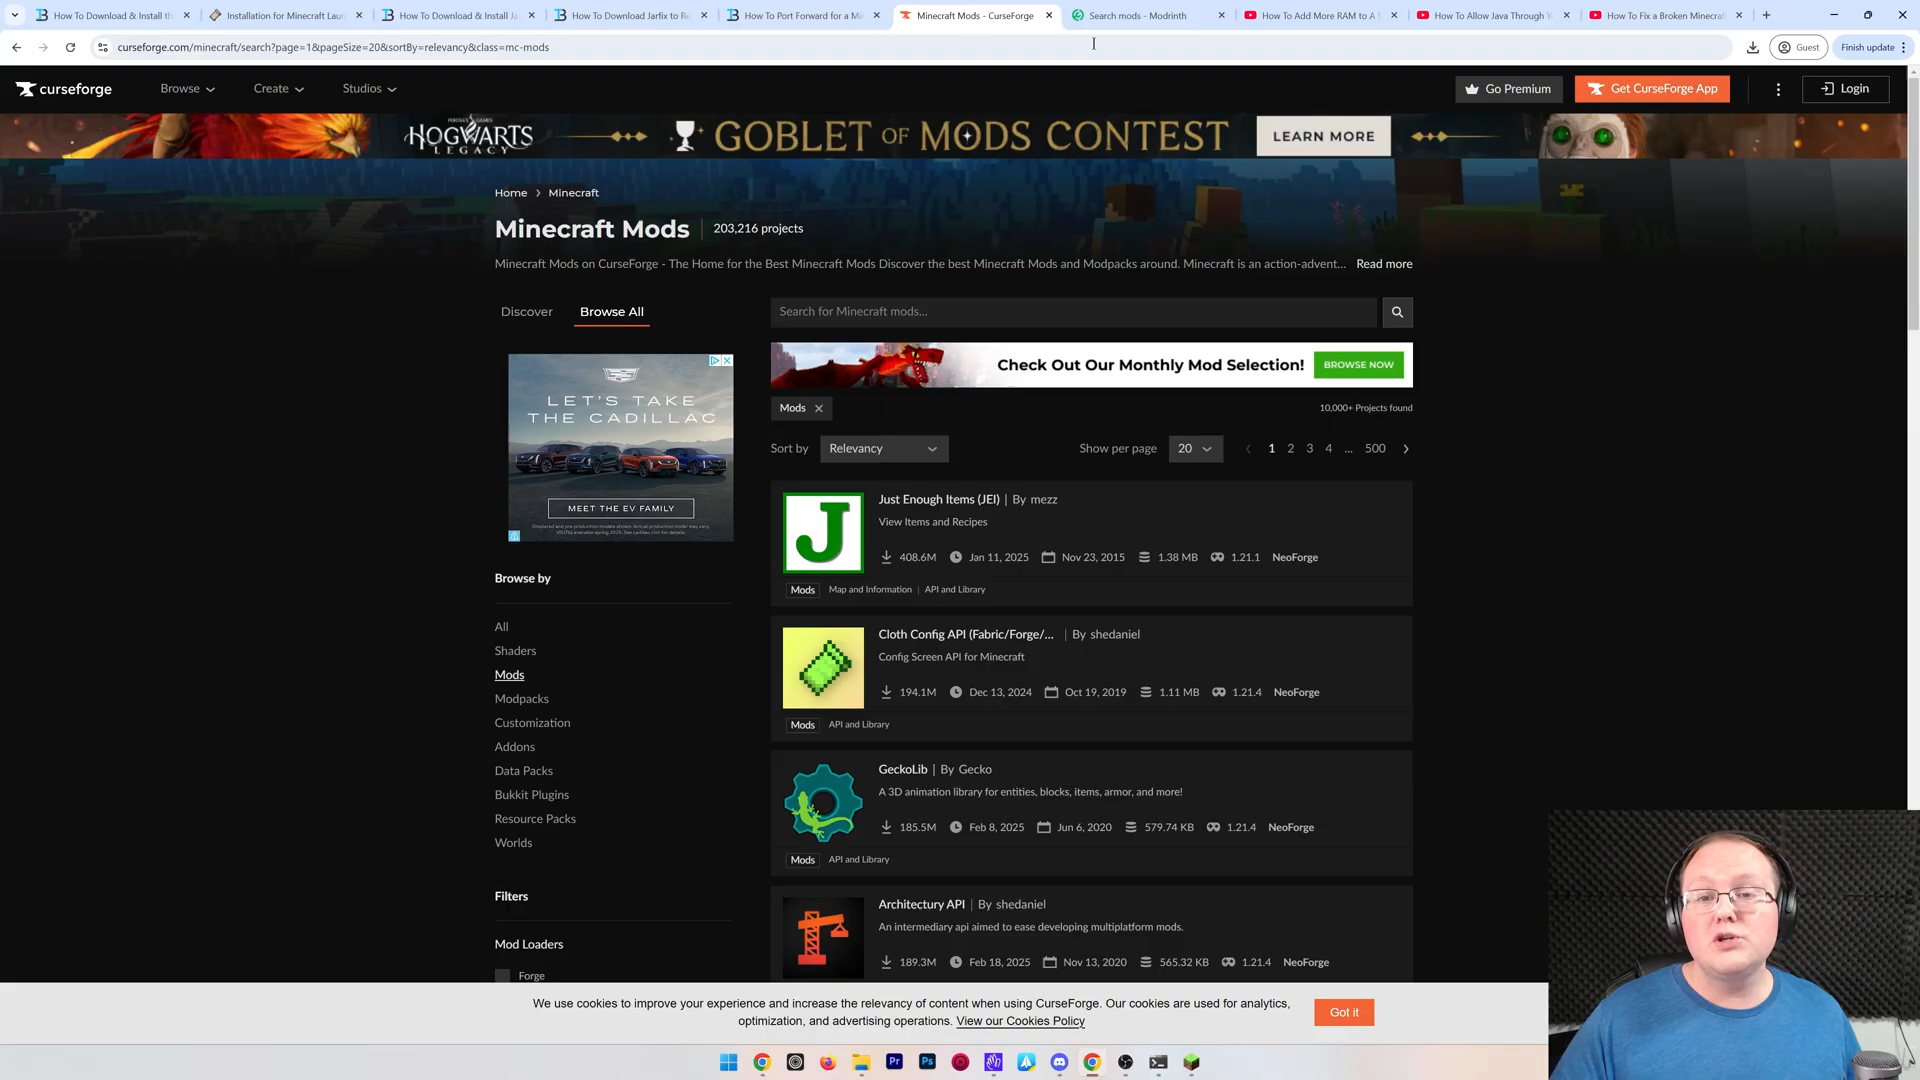 How To Download & Install th
Installation for Minecraft Laun
How To Download & Install Ja
How To Download Jarfix to Re
How To Port Forward for a Mi
Minecraft Mods - CurseForge
Search mods - Modrinth
How To Add More RAM to A M
How To Allow Java Through Yo
How To Fix a Broken Minecraft
curseforge.com/minecraft/search?page=1&pageSize=20&sortBy=relevancy&class=mc-mods
Guest
Finish update
curseforge
Browse
Create
Studios
Go Premium
Get CurseForge App
Login
HOGWARTS
LEGACY
GOBLET OF MODS CONTEST
LEARN MORE
Home > Minecraft
Minecraft Mods
203,216 projects
Minecraft Mods on CurseForge - The Home for the Best Minecraft Mods Discover the best Minecraft Mods and Modpacks around. Minecraft is an action-advent... Read more
Discover
Browse All
Search for Minecraft mods...
LET'S TAKE
THE CADILLAC
MEET THE EV FAMILY
Check Out Our Monthly Mod Selection!
BROWSE NOW
Mods
10,000+ Projects found
Sort by
Relevancy
Show per page
20
1 2 3 4 ... 500
Just Enough Items (JEI) | By mezz
View Items and Recipes
408.6M Jan 11, 2025 Nov 23, 2015 1.38 MB 1.21.1 NeoForge
Mods Map and Information | API and Library
Cloth Config API (Fabric/Forge/... | By shedaniel
Config Screen API for Minecraft
194.1M Dec 13, 2024 Oct 19, 2019 1.11 MB 1.21.4 NeoForge
Mods API and Library
GeckoLib | By Gecko
A 3D animation library for entities, blocks, items, armor, and more!
185.5M Feb 8, 2025 Jun 6, 2020 579.74 KB 1.21.4 NeoForge
Mods API and Library
Architectury API | By shedaniel
An intermediary api aimed to ease developing multiplatform mods.
189.3M Feb 18, 2025 Nov 13, 2020 565.32 KB 1.21.4 NeoForge
Browse by
All
Shaders
Mods
Modpacks
Customization
Addons
Data Packs
Bukkit Plugins
Resource Packs
Worlds
Filters
Mod Loaders
Forge
We use cookies to improve your experience and increase the relevancy of content when using CurseForge. Our cookies are used for analytics,
optimization, and advertising operations. View our Cookies Policy
Got it
Pr
Ps